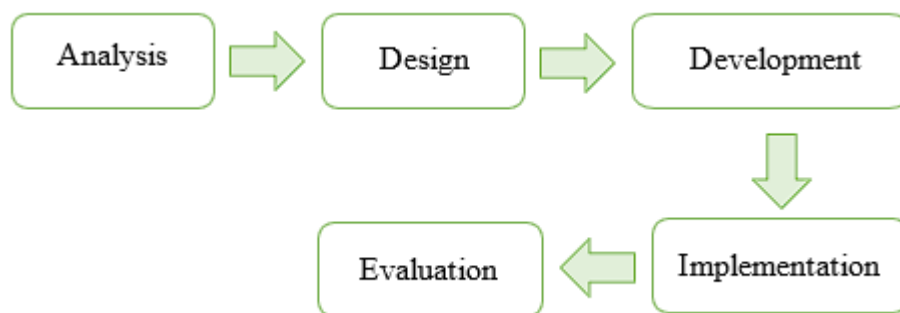 Analysis
Design
Development
Implementation
Evaluation